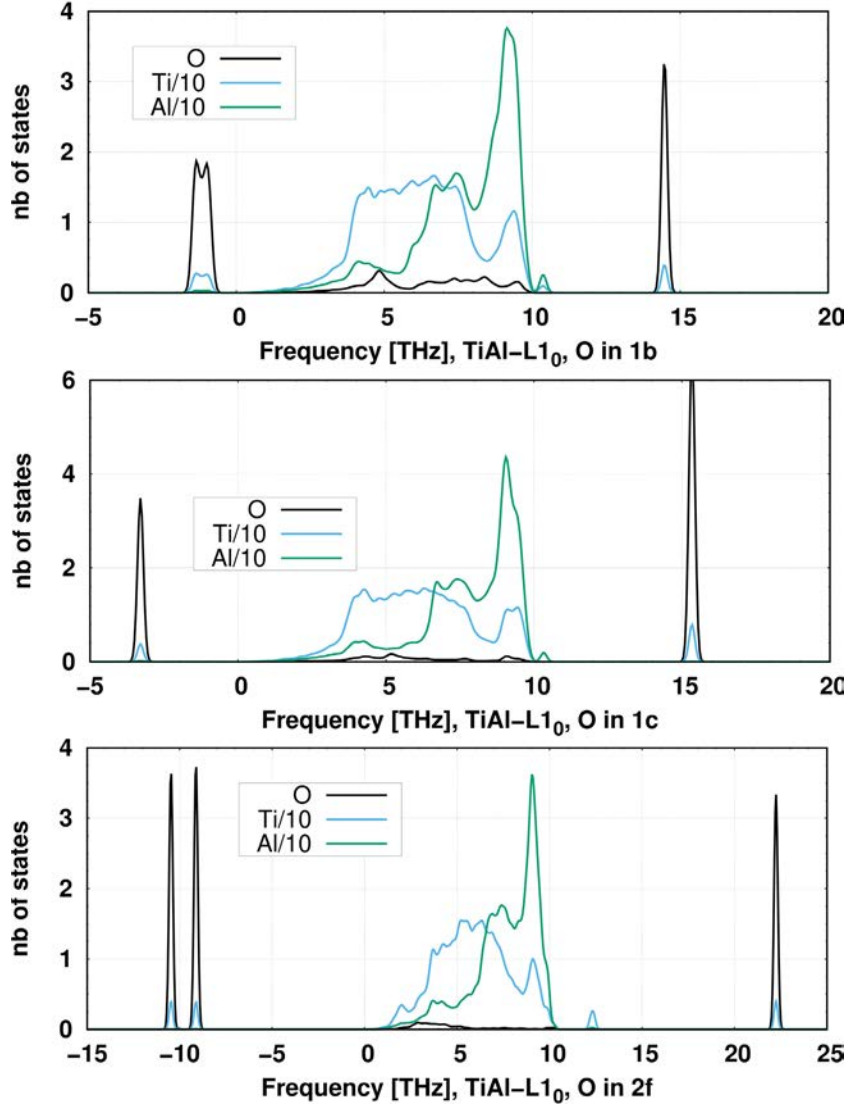 4
3
2
1
0
nb of states
O
Ti/10
Al/10
−5 0 5 10 15 20
Frequency [THz], TiAl−L1₀, O in 1b
6
4
2
0
nb of states
O
Ti/10
Al/10
−5 0 5 10 15 20
Frequency [THz], TiAl−L1₀, O in 1c
4
3
2
1
0
nb of states
O
Ti/10
Al/10
−15 −10 −5 0 5 10 15 20 25
Frequency [THz], TiAl−L1₀, O in 2f